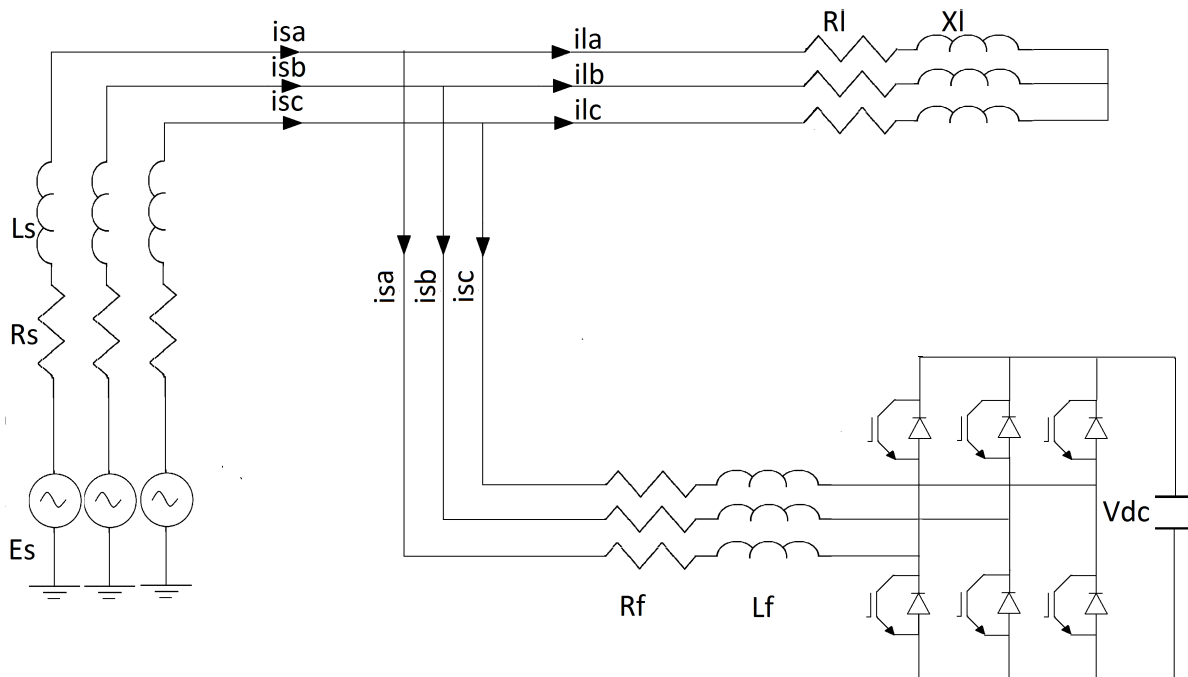 isa
isb
isc
ila
ilb
ilc
Rl
Xl
Ls
Rs
Es
isa
isb
isc
Rf
Lf
Vdc